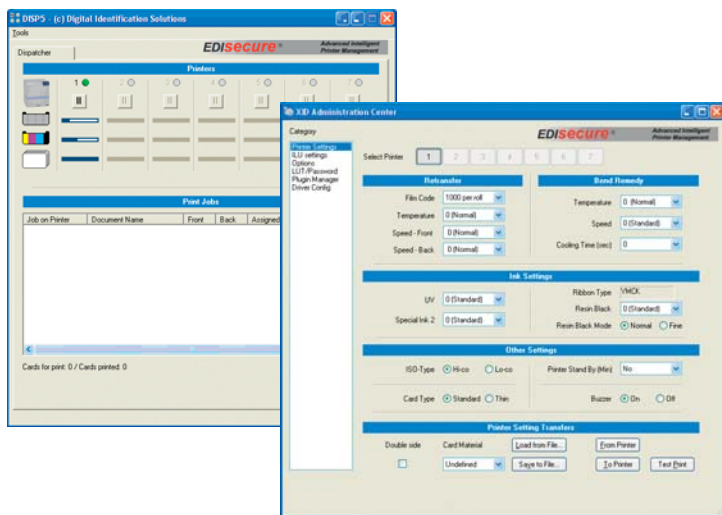 DISP5 - (c) Digital Identification Solutions
Tools
Dispatcher
EDIsecure®
Advanced Intelligent
Printer Management
Printers
1 2 3 4 5 6 7
Print Jobs
Job on Printer Document Name Front Back Assigned
Cards for print: 0 / Cards printed: 0
XID Administration Center
Category
Printer Settings
ILU settings
Options
LUT/Password
Plugin Manager
Driver Config
EDIsecure®
Advanced Intelligent
Printer Management
Select Printer 1 2 3 4 5 6 7
Retransfer
Film Code 1000 per roll
Temperature 0 (Normal)
Speed - Front 0 (Normal)
Speed - Back 0 (Normal)
Bend Remedy
Temperature 0 (Normal)
Speed 0 (Standard)
Cooling Time (sec) 0
Ink Settings
UV 0 (Standard)
Special Ink 2 0 (Standard)
Ribbon Type YMCK
Resin Black 0 (Standard)
Resin Black Mode Normal Fine
Other Settings
ISO-Type Hi-co Lo-co
Printer Stand By (Min) No
Card Type Standard Thin
Buzzer On Off
Printer Setting Transfers
Double side Card Material Load from File... From Printer
Undefined Save to File... To Printer Test Print